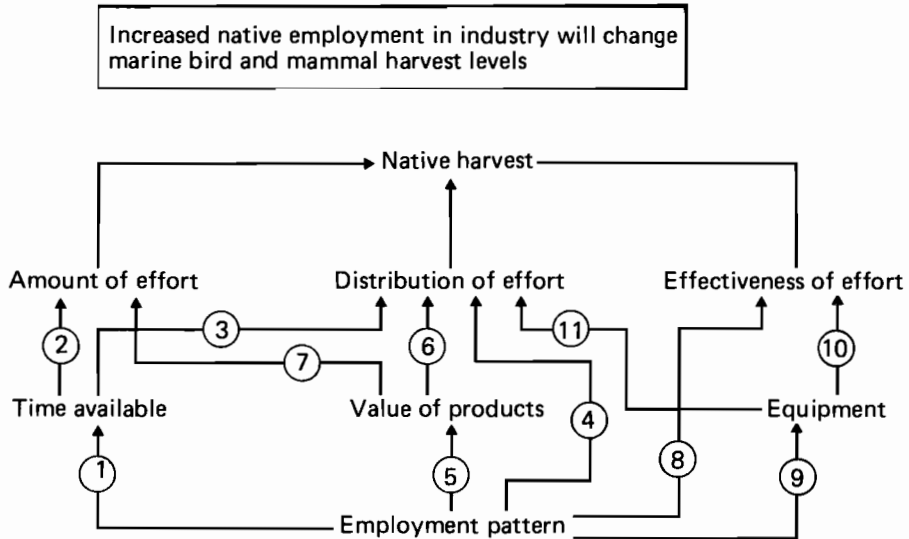 Increased native employment in industry will change
marine bird and mammal harvest levels
Native harvest
Amount of effort
Distribution of effort
Effectiveness of effort
3
11
2
6
10
7
Time available
Value of products
Equipment
4
1
5
8
9
Employment pattern